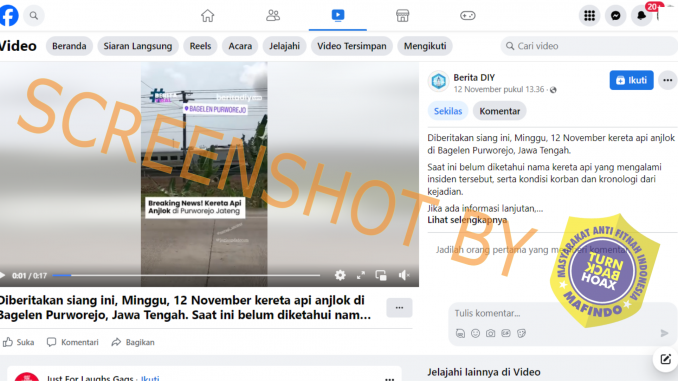 20+
Video
Beranda
Siaran Langsung
Reels
Acara
Jelajahi
Video Tersimpan
Mengikuti
Cari video
BAGELEN PURWOREJO
Breaking News! Kereta Api
Anjlok di Purworejo Jateng
0:01 / 0:17
Diberitakan siang ini, Minggu, 12 November kereta api anjlok di
Bagelen Purworejo, Jawa Tengah. Saat ini belum diketahui nam...
Suka
Komentari
Bagikan
Just For Laughs Gags · Ikuti
Berita DIY
12 November pukul 13.36 ·
Ikuti
Sekilas
Komentar
Diberitakan siang ini, Minggu, 12 November kereta api anjlok
di Bagelen Purworejo, Jawa Tengah.
Saat ini belum diketahui nama kereta api yang mengalami
insiden tersebut, serta kondisi korban dan kronologi dari
kejadian.
Jika ada informasi lanjutan,...
Lihat selengkapnya
Jadilah orang pertama yang
komentar
Tulis komentar...
Jelajahi lainnya di Video
SCREENSHOT BY
MASYARAKAT ANTI FITNAH INDONESIA
TURN
BACK
HOAX
MAFINDO